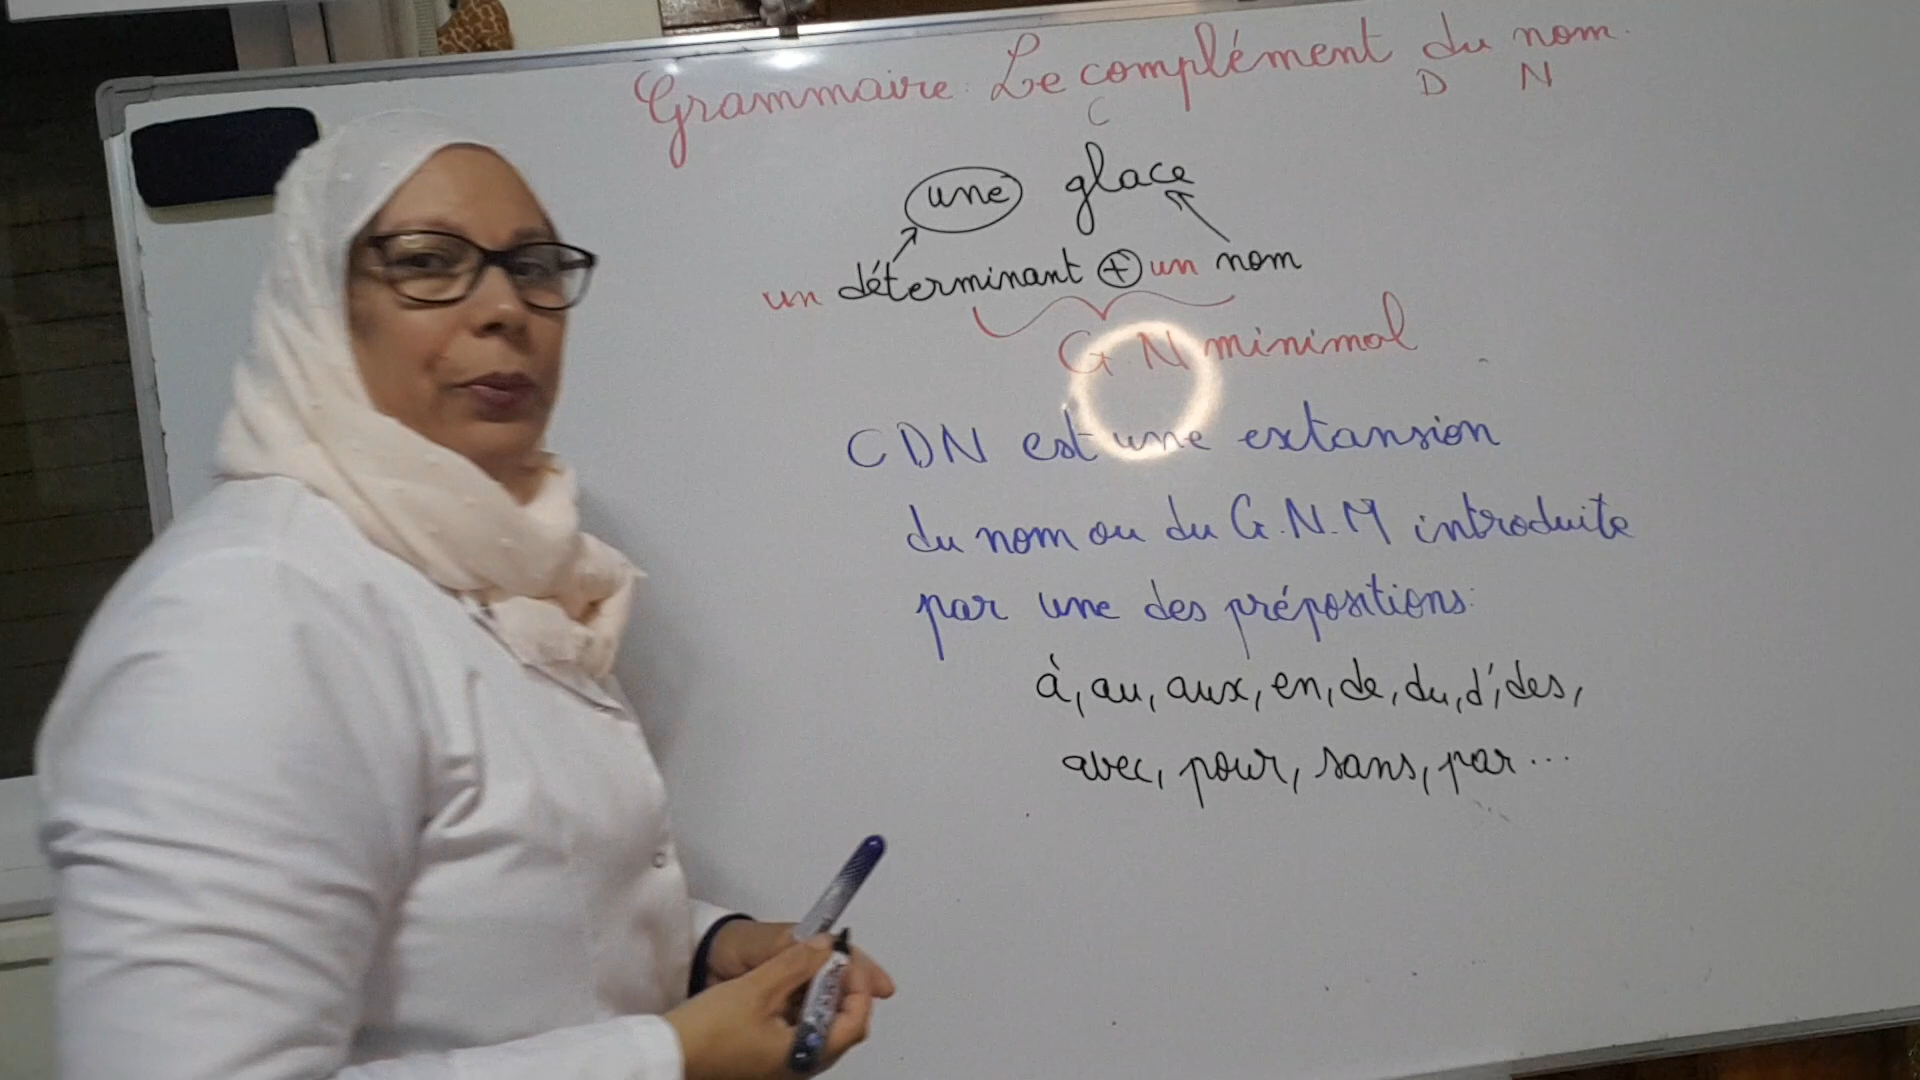 Grammaire: Le complément du nom.
C D N
une glace
un déterminant + un nom
G.N minimal
CDN est une extansion
du nom ou du G.N.M introduite
par une des prépositions:
à, au, aux, en, de, du, d', des,
avec, pour, sans, par...